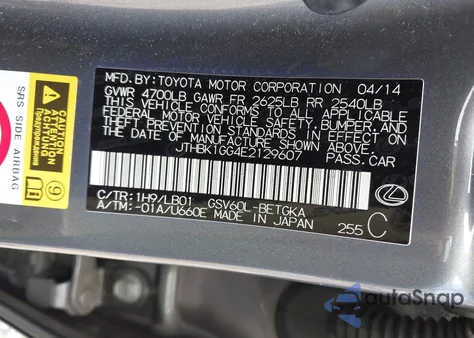 MFD. BY: TOYOTA MOTOR CORPORATION 04/14
GVWR 4700LB GAWR FR 2625LB RR 2540LB
THIS VEHICLE CONFORMS TO ALL APPLICABLE
FEDERAL MOTOR VEHICLE SAFETY, BUMPER, AND
THEFT PREVENTION STANDARDS IN EFFECT ON
THE DATE OF MANUFACTURE SHOWN ABOVE.
JTHBK1GG4E2129607 PASS.CAR
C/TR: 1H9/LB01 GSV60L-BETGKA
A/TM: -01A/U660E MADE IN JAPAN 255 C
SRS SIDE AIRBAG
9
autoSnap